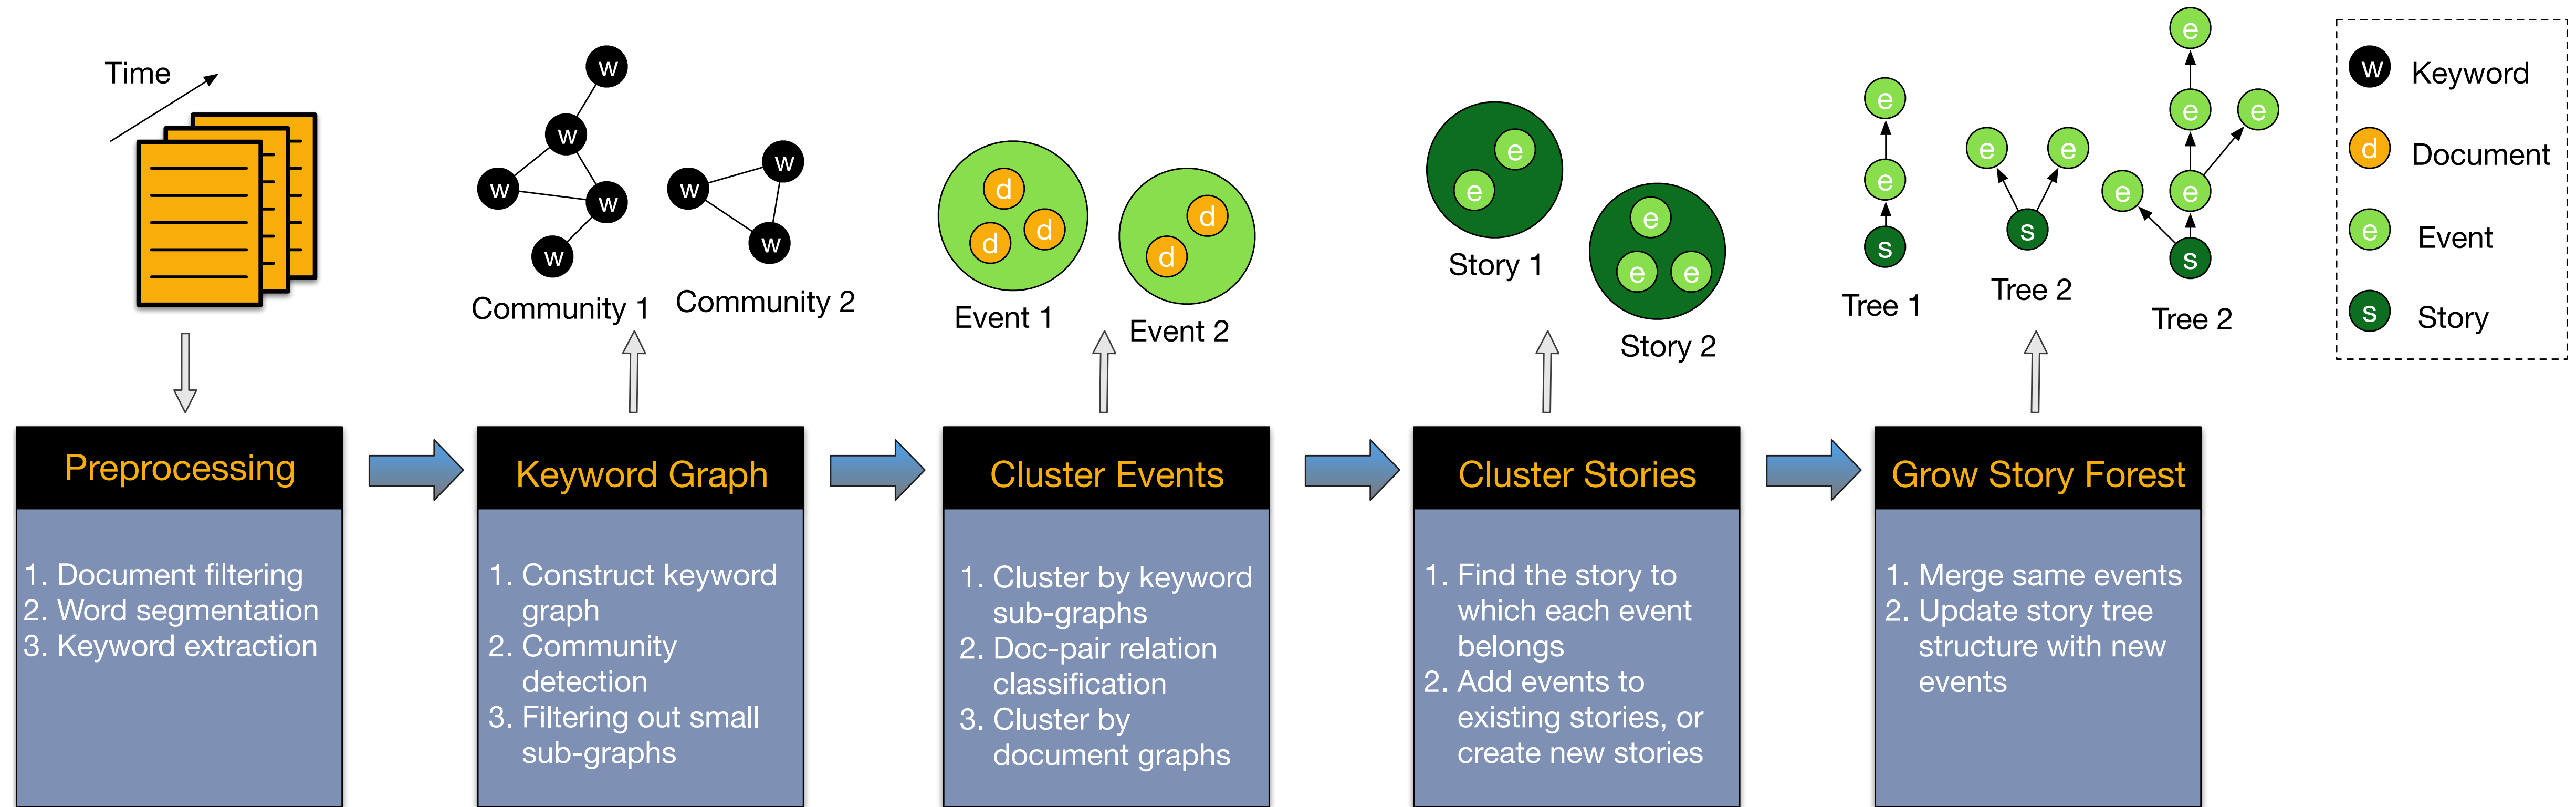 Time
w
w
w
w
w
Community 1
w
w
w
Community 2
d
d
d
Event 1
d
d
Event 2
e
e
Story 1
e
e
e
Story 2
e
e
s
Tree 1
e
e
s
Tree 2
e
e
e
e
e
s
Tree 2
w Keyword
d Document
e Event
s Story
Preprocessing
1. Document filtering
2. Word segmentation
3. Keyword extraction
Keyword Graph
1. Construct keyword
graph
2. Community
detection
3. Filtering out small
sub-graphs
Cluster Events
1. Cluster by keyword
sub-graphs
2. Doc-pair relation
classification
3. Cluster by
document graphs
Cluster Stories
1. Find the story to
which each event
belongs
2. Add events to
existing stories, or
create new stories
Grow Story Forest
1. Merge same events
2. Update story tree
structure with new
events